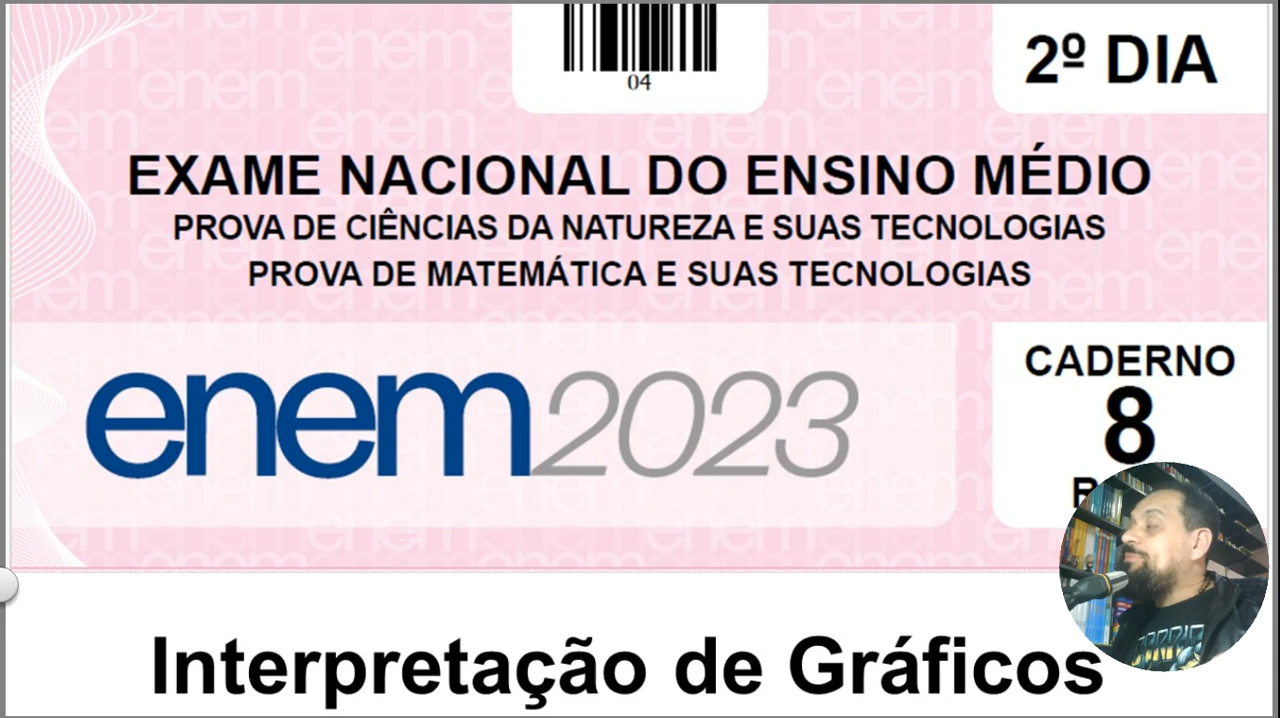 04
2º DIA
EXAME NACIONAL DO ENSINO MÉDIO
PROVA DE CIÊNCIAS DA NATUREZA E SUAS TECNOLOGIAS
PROVA DE MATEMÁTICA E SUAS TECNOLOGIAS
enem2023
CADERNO
8
Interpretação de Gráficos